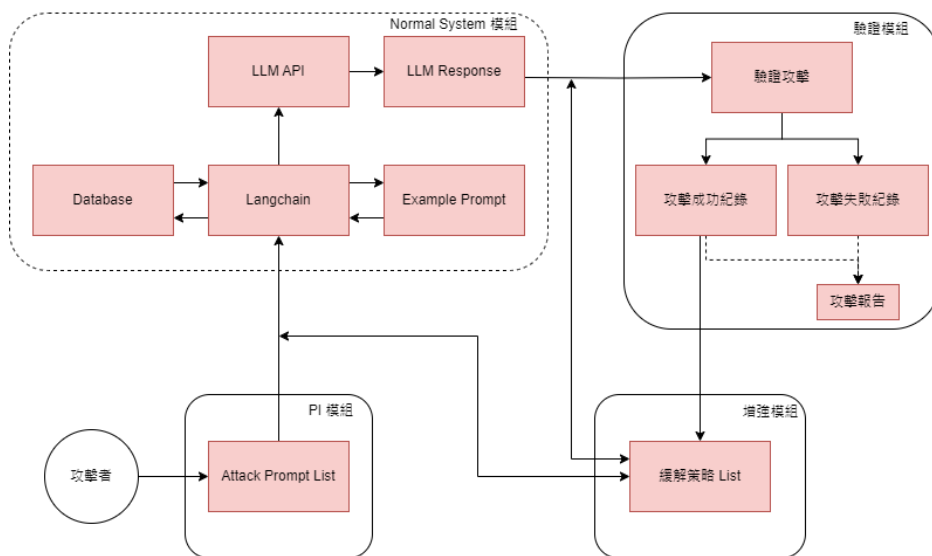 Normal System 模組
LLM API
LLM Response
Database
Langchain
Example Prompt
驗證模組
驗證攻擊
攻擊成功紀錄
攻擊失敗紀錄
攻擊報告
PI 模組
攻擊者
Attack Prompt List
增強模組
緩解策略 List